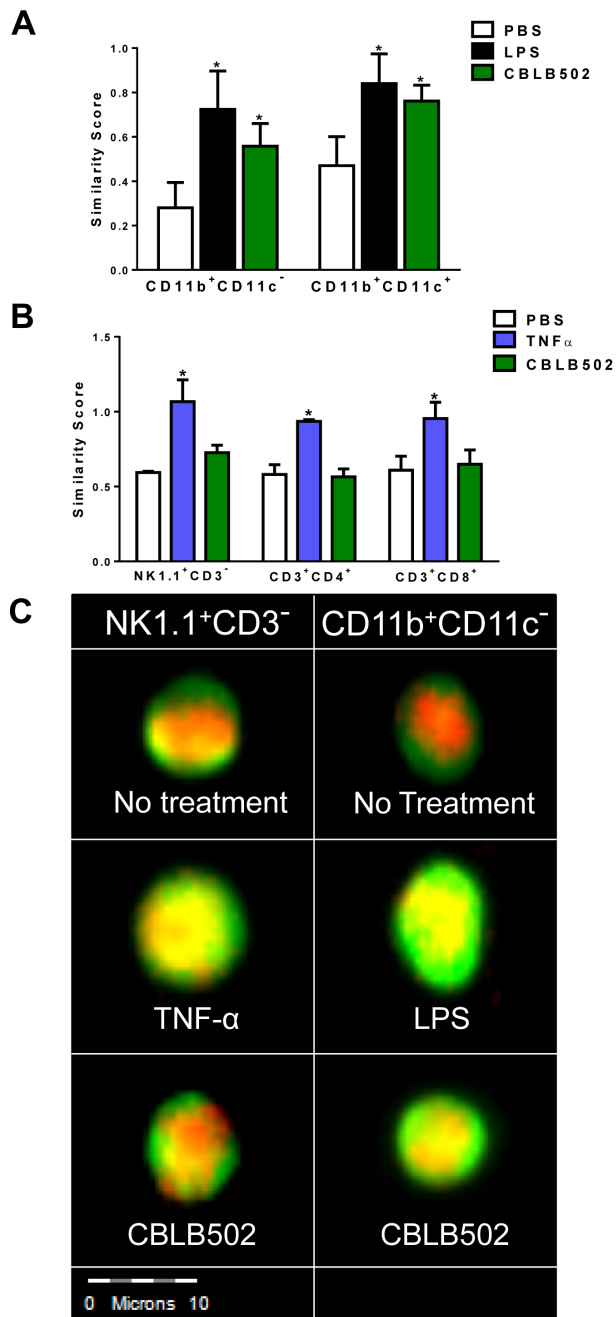 A
PBS
LPS
CBLB502
Similarity Score
1.0
0.8
0.6
0.4
0.2
0.0
CD11b⁺CD11c⁻ CD11b⁺CD11c⁺
* * * *
B
PBS
TNFα
CBLB502
Similarity Score
1.5
1.0
0.5
0.0
* * *
NK1.1⁺CD3⁻ CD3⁺CD4⁺ CD3⁺CD8⁺
C
NK1.1⁺CD3⁻ CD11b⁺CD11c⁻
No treatment No Treatment
TNF-α LPS
CBLB502 CBLB502
0 Microns 10